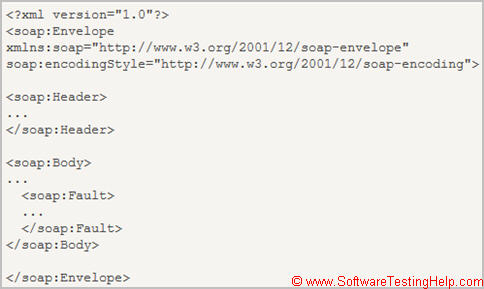 <?xml version="1.0"?>
<soap:Envelope
xmlns:soap="http://www.w3.org/2001/12/soap-envelope"
soap:encodingStyle="http://www.w3.org/2001/12/soap-encoding">
<soap:Header>
...
</soap:Header>
<soap:Body>
...
<soap:Fault>
...
</soap:Fault>
</soap:Body>
</soap:Envelope>
© www.SoftwareTestingHelp.com